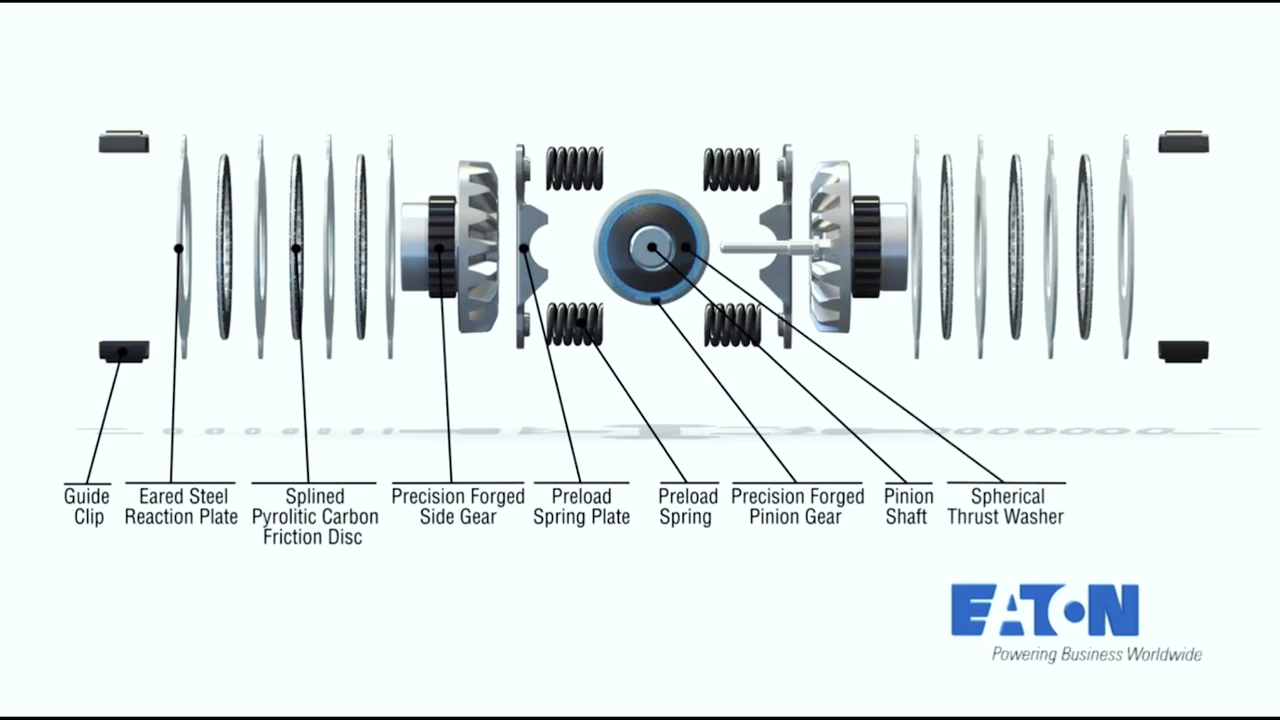 Guide
Clip
Eared Steel
Reaction Plate
Splined
Pyrolitic Carbon
Friction Disc
Precision Forged
Side Gear
Preload
Spring Plate
Preload
Spring
Precision Forged
Pinion Gear
Pinion
Shaft
Spherical
Thrust Washer
EATON
Powering Business Worldwide